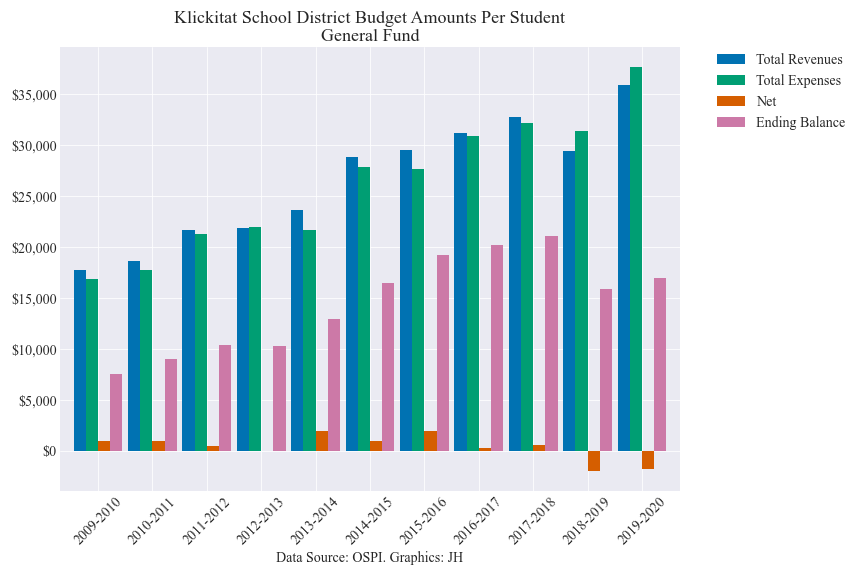 Klickitat School District Budget Amounts Per Student
General Fund
Total Revenues
Total Expenses
Net
Ending Balance
$35,000
$30,000
$25,000
$20,000
$15,000
$10,000
$5,000
$0
2009-2010
2010-2011
2011-2012
2012-2013
2013-2014
2014-2015
2015-2016
2016-2017
2017-2018
2018-2019
2019-2020
Data Source: OSPI. Graphics: JH